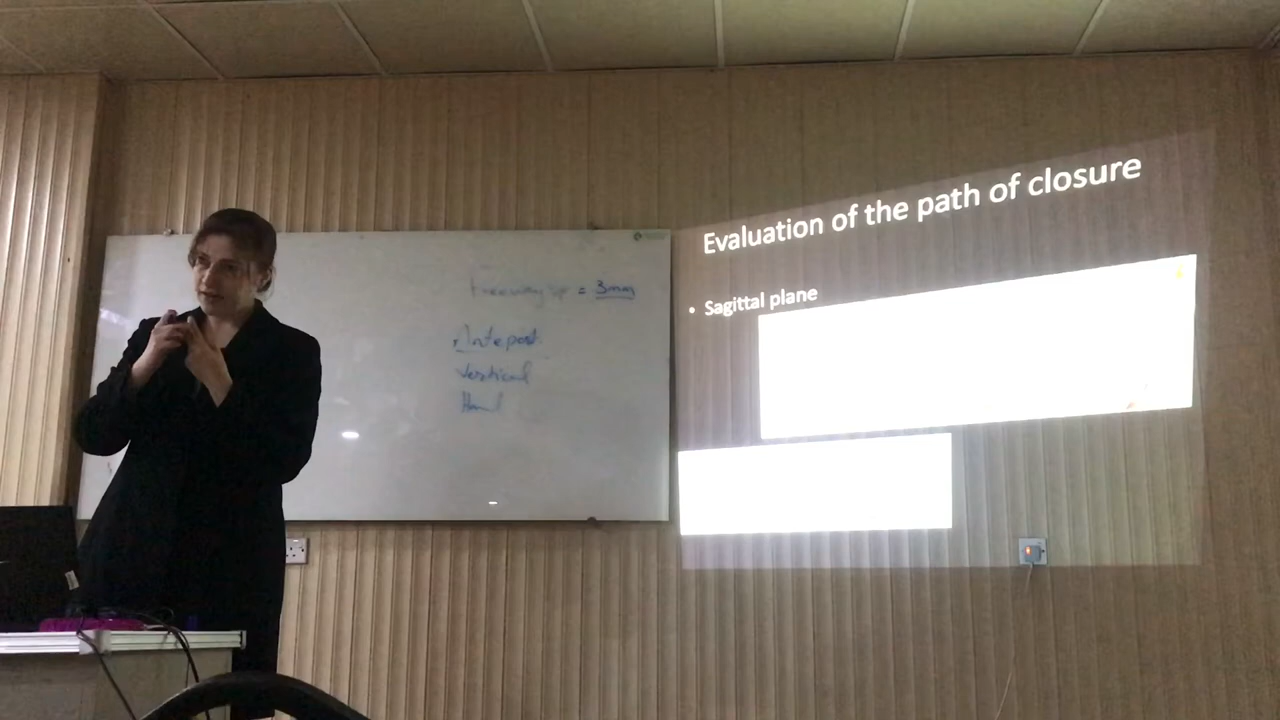 Freeway sp = 3mm
Antepost.
Vertical
Evaluation of the path of closure
• Sagittal plane